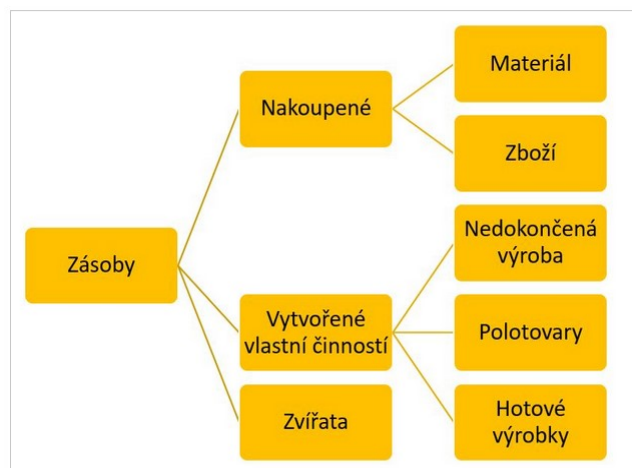 Zásoby
Nakoupené
Materiál
Zboží
Vytvořené
vlastní činností
Nedokončená
výroba
Polotovary
Hotové
výrobky
Zvířata